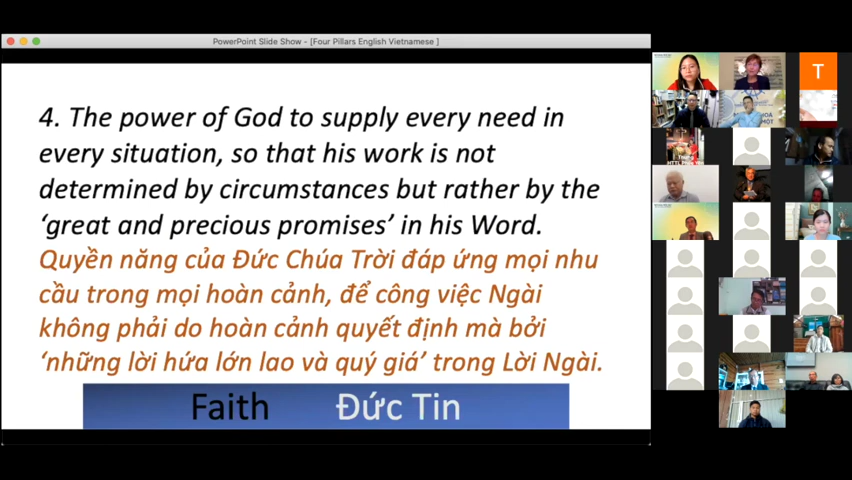 PowerPoint Slide Show - [Four Pillars English Vietnamese ]
4. The power of God to supply every need in
every situation, so that his work is not
determined by circumstances but rather by the
‘great and precious promises’ in his Word.
Quyền năng của Đức Chúa Trời đáp ứng mọi nhu
cầu trong mọi hoàn cảnh, để công việc Ngài
không phải do hoàn cảnh quyết định mà bởi
‘những lời hứa lớn lao và quý giá’ trong Lời Ngài.
Faith Đức Tin
T